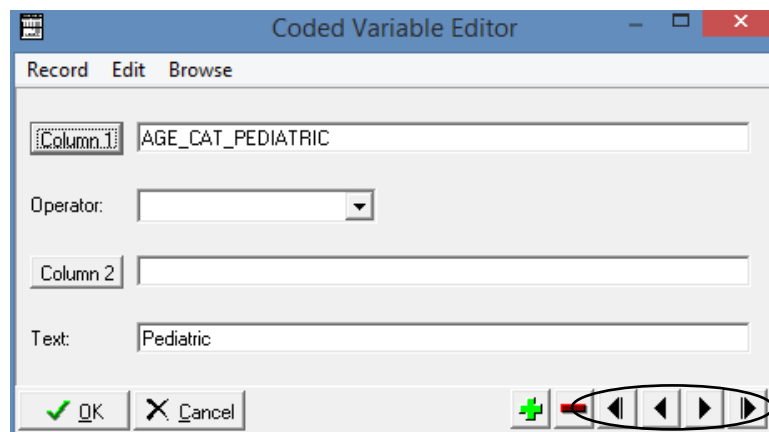 Coded Variable Editor
Record Edit Browse
Column 1 AGE_CAT_PEDIATRIC
Operator:
Column 2
Text: Pediatric
OK Cancel